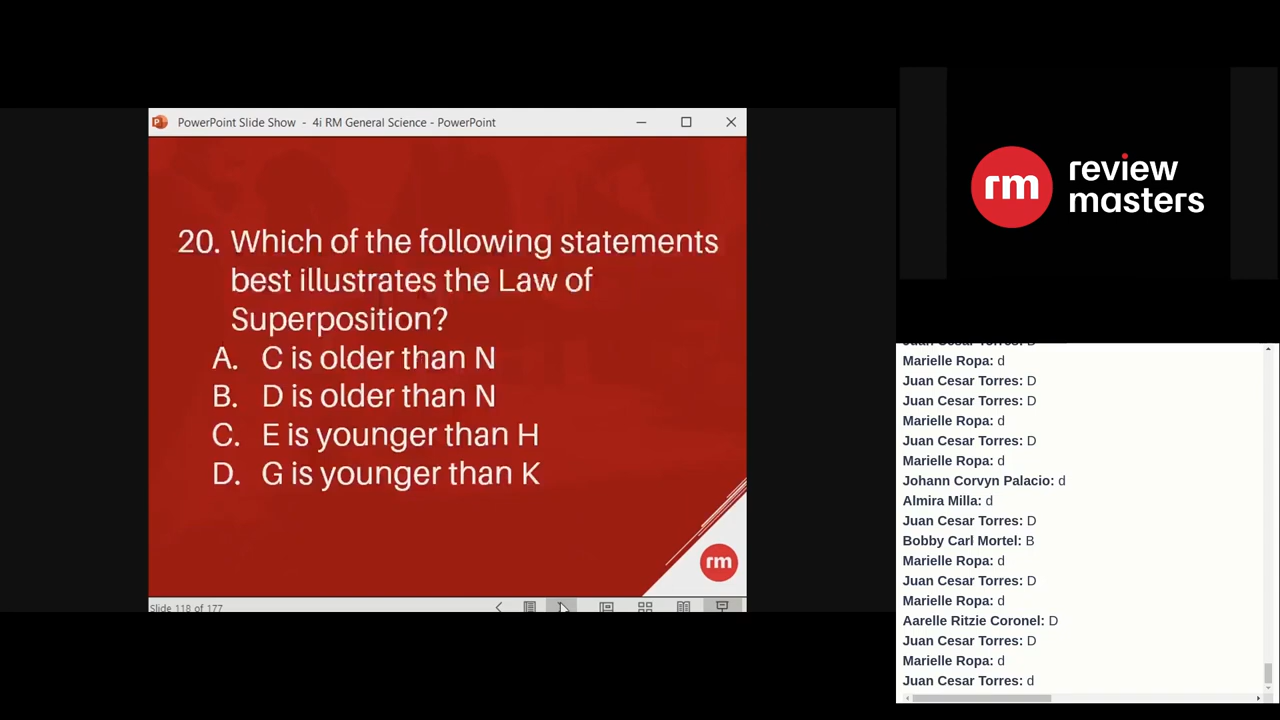 PowerPoint Slide Show - 4i RM General Science - PowerPoint
20. Which of the following statements
best illustrates the Law of
Superposition?
A. C is older than N
B. D is older than N
C. E is younger than H
D. G is younger than K
rm
Slide 118 of 177
rm review
masters
Juan Cesar Torres: D
Marielle Ropa: d
Juan Cesar Torres: D
Juan Cesar Torres: D
Marielle Ropa: d
Juan Cesar Torres: D
Marielle Ropa: d
Johann Corvyn Palacio: d
Almira Milla: d
Juan Cesar Torres: D
Bobby Carl Mortel: B
Marielle Ropa: d
Juan Cesar Torres: D
Marielle Ropa: d
Aarelle Ritzie Coronel: D
Juan Cesar Torres: D
Marielle Ropa: d
Juan Cesar Torres: d